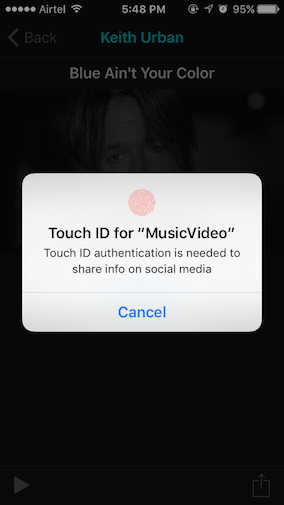 Airtel 5:48 PM 95%
Back Keith Urban
Blue Ain't Your Color
Touch ID for “MusicVideo”
Touch ID authentication is needed to
share info on social media
Cancel